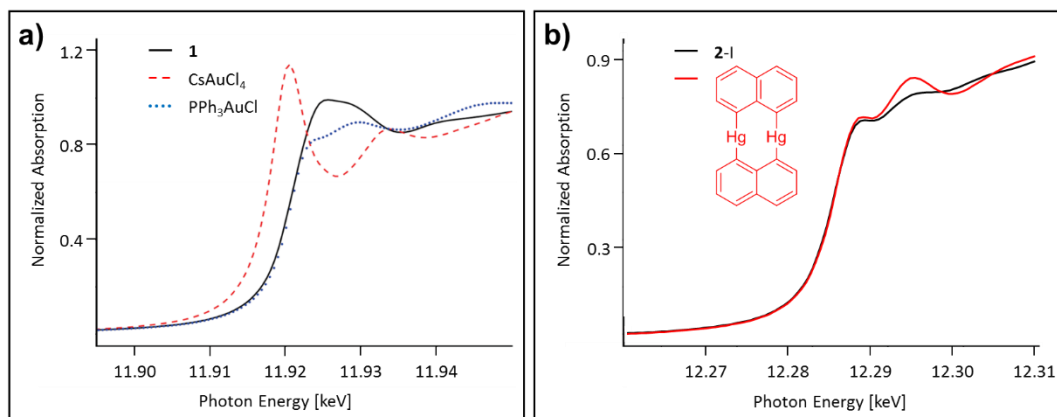 a)
1
CsAuCl₄
PPh₃AuCl
1.2
0.8
0.4
Normalized Absorption
11.90 11.91 11.92 11.93 11.94
Photon Energy [keV]
b)
2-I
Hg Hg
0.9
0.6
0.3
Normalized Absorption
12.27 12.28 12.29 12.30 12.31
Photon Energy [keV]